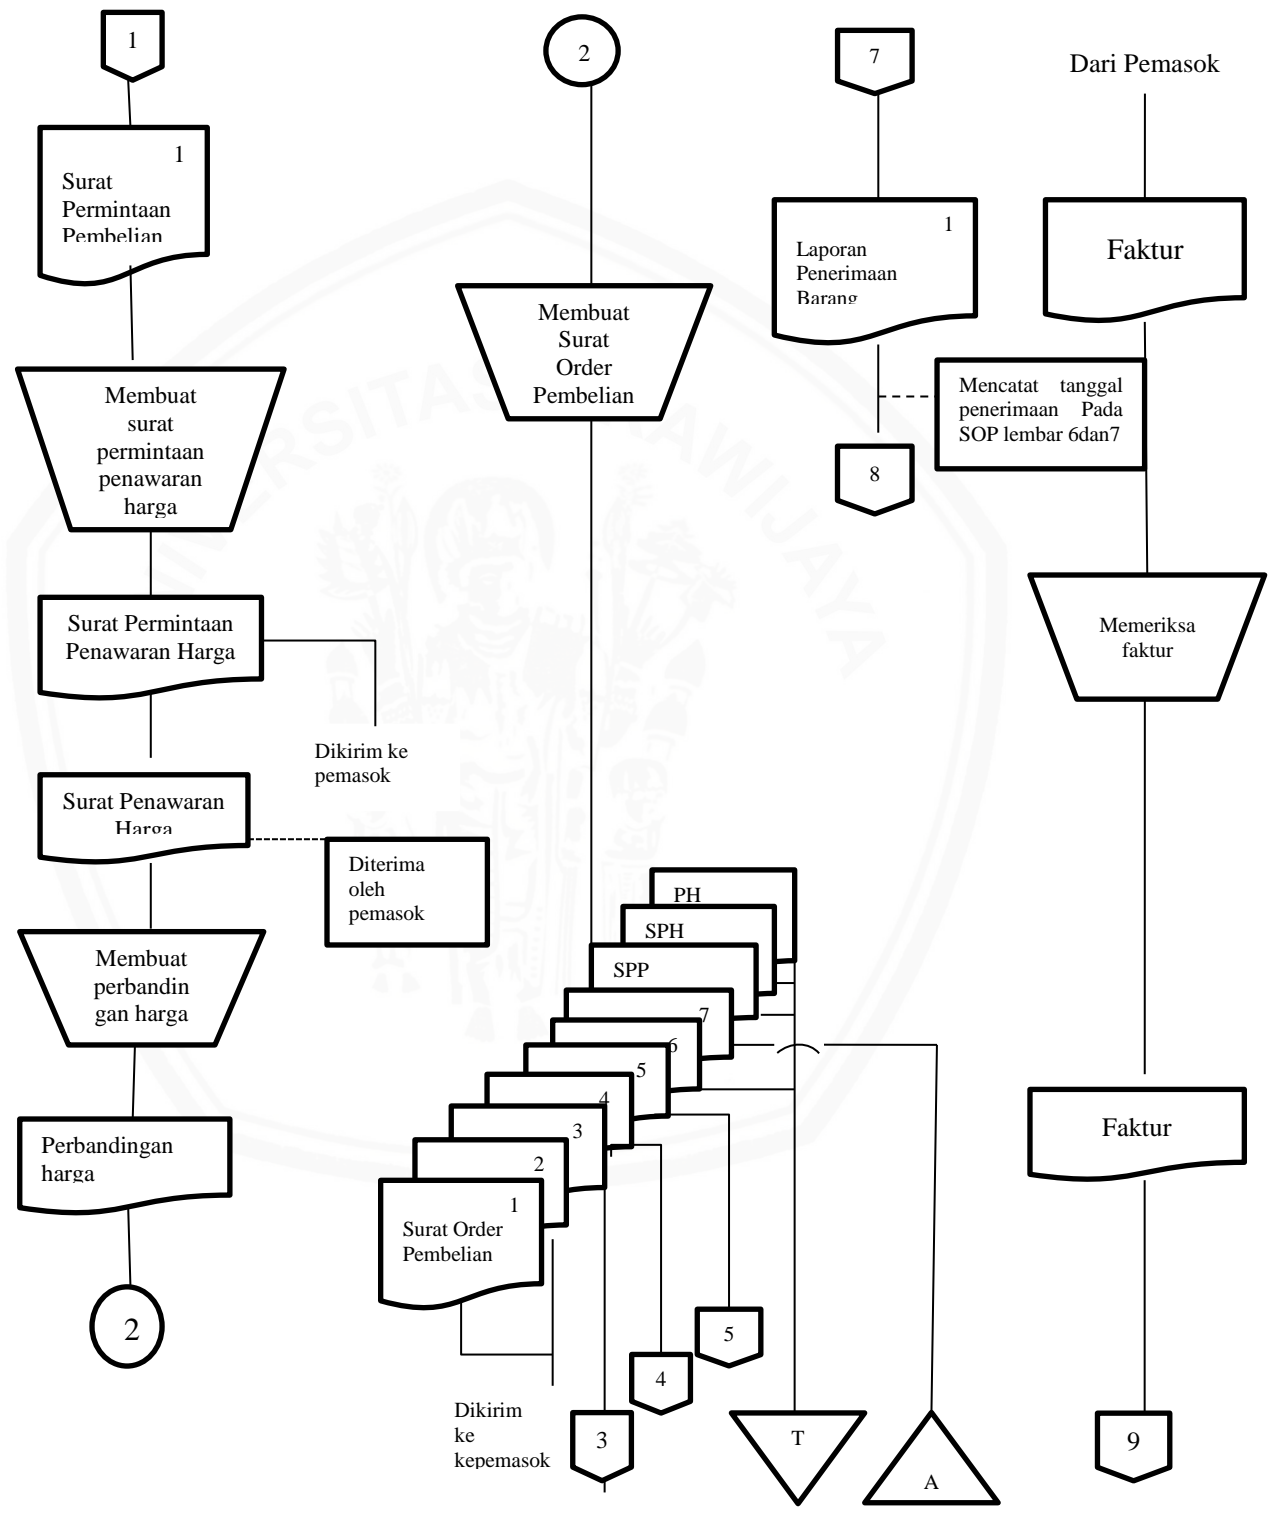 1
1
Surat
Permintaan
Pembelian
Membuat
surat
permintaan
penawaran
harga
Surat Permintaan
Penawaran Harga
Dikirim ke
pemasok
Surat Penawaran
Harga
Diterima
oleh
pemasok
Membuat
perbandin
gan harga
Perbandingan
harga
2
2
Membuat
Surat
Order
Pembelian
PH
SPH
SPP
7
6
5
4
3
2
1
Surat Order
Pembelian
Dikirim
ke
kepemasok
3
4
5
T
A
7
1
Laporan
Penerimaan
Barang
Mencatat tanggal
penerimaan Pada
SOP lembar 6dan7
8
Dari Pemasok
Faktur
Memeriksa
faktur
Faktur
9
UNIVERSITAS BRAWIJAYA